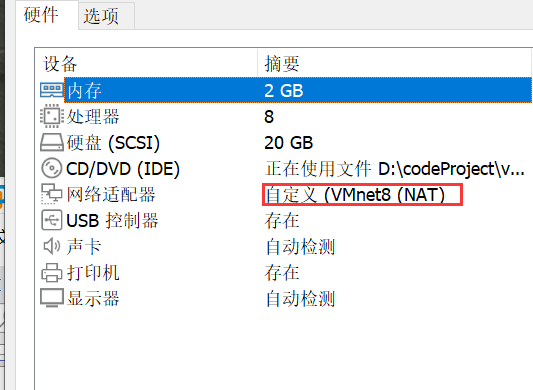 硬件 选项
设备 摘要
内存 2 GB
处理器 8
硬盘 (SCSI) 20 GB
CD/DVD (IDE) 正在使用文件 D:\codeProject\v...
网络适配器 自定义 (VMnet8 (NAT)
USB 控制器 存在
声卡 自动检测
打印机 存在
显示器 自动检测